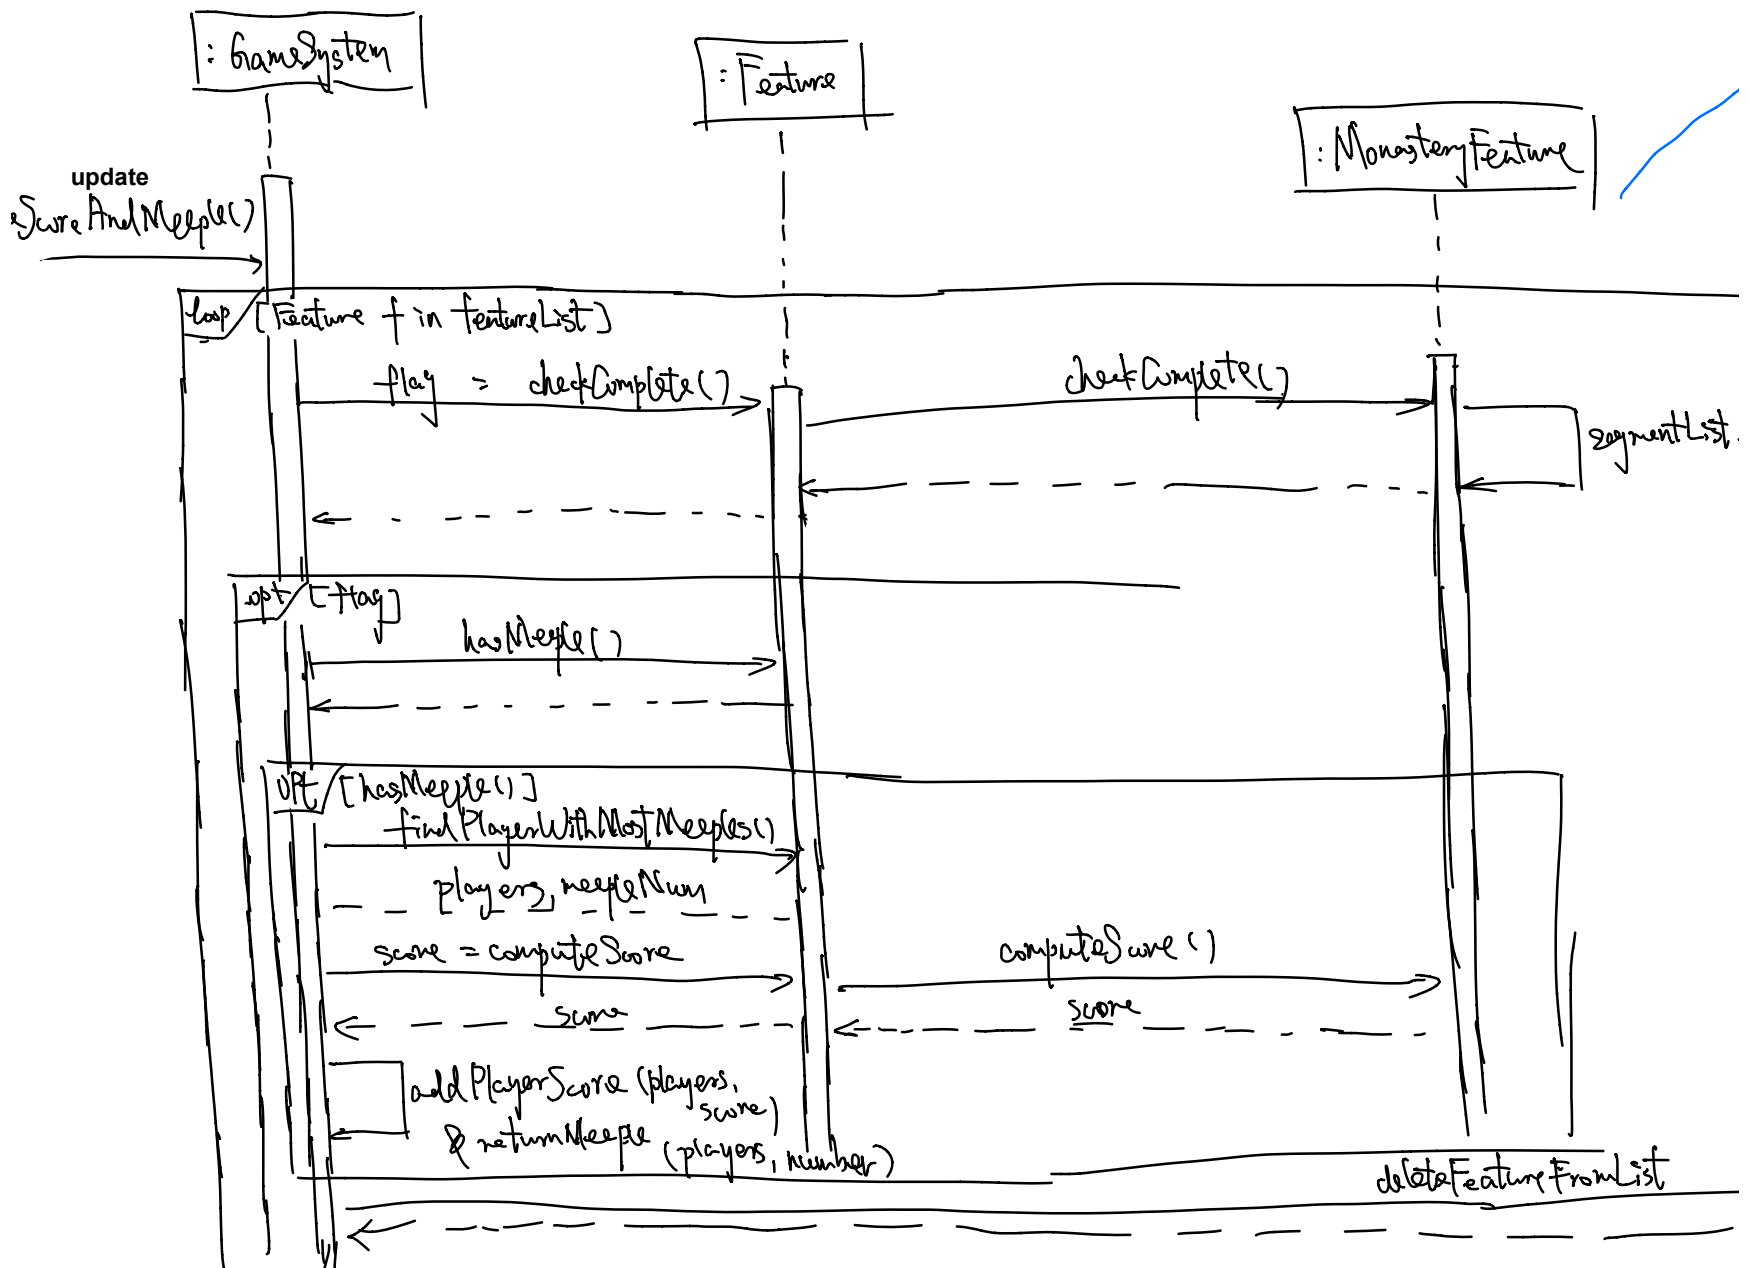 : GameSystem
: Feature
: MonasteryFeature
update
eScoreAndMeeple()
loop [Feature f in featureList]
flag = checkComplete()
checkComplete()
segmentList.
opt [flag]
hasMeeple()
opt [hasMeeple()]
findPlayerWithMostMeeples()
players, meepleNum
score = computeScore
computeScore()
score
score
addPlayerScore (players,
score)
& returnMeeple
(players, number)
deleteFeatureFromList